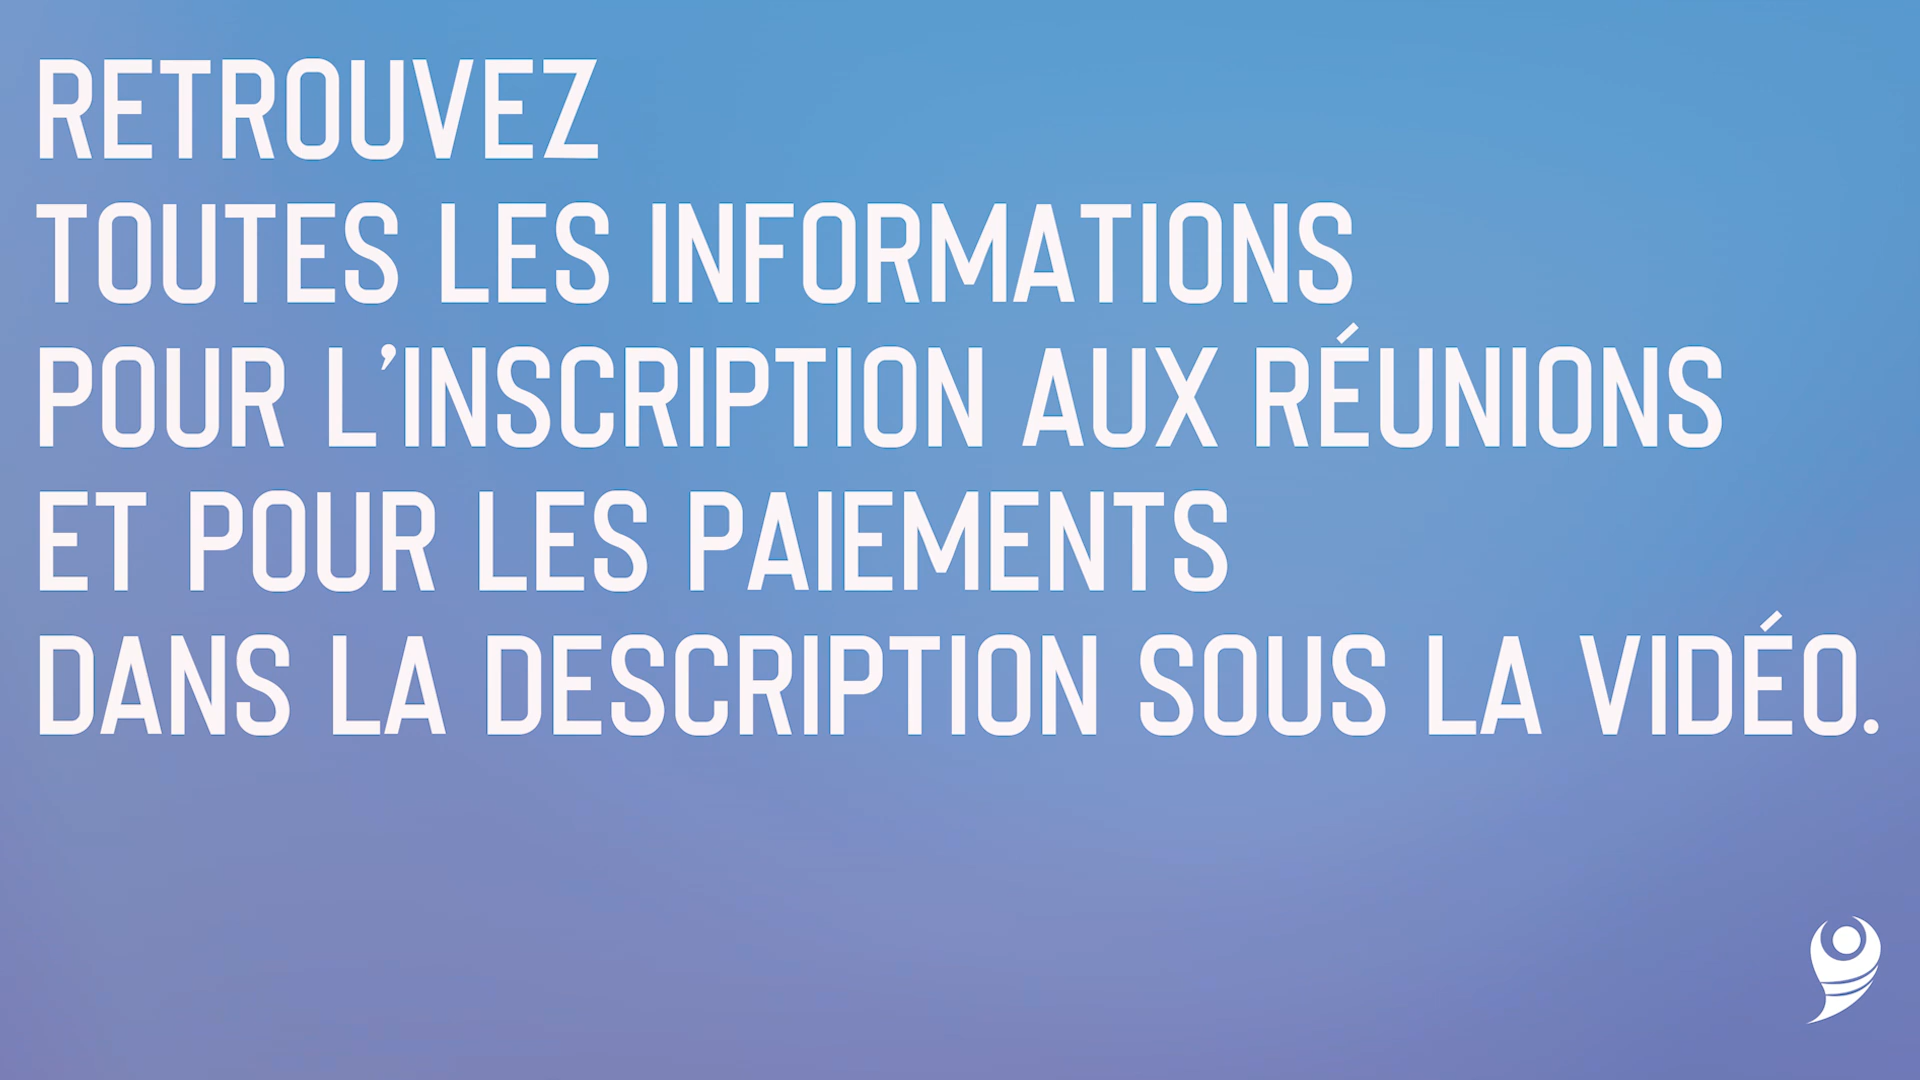 RETROUVEZ
TOUTES LES INFORMATIONS
POUR L'INSCRIPTION AUX RÉUNIONS
ET POUR LES PAIEMENTS
DANS LA DESCRIPTION SOUS LA VIDÉO.